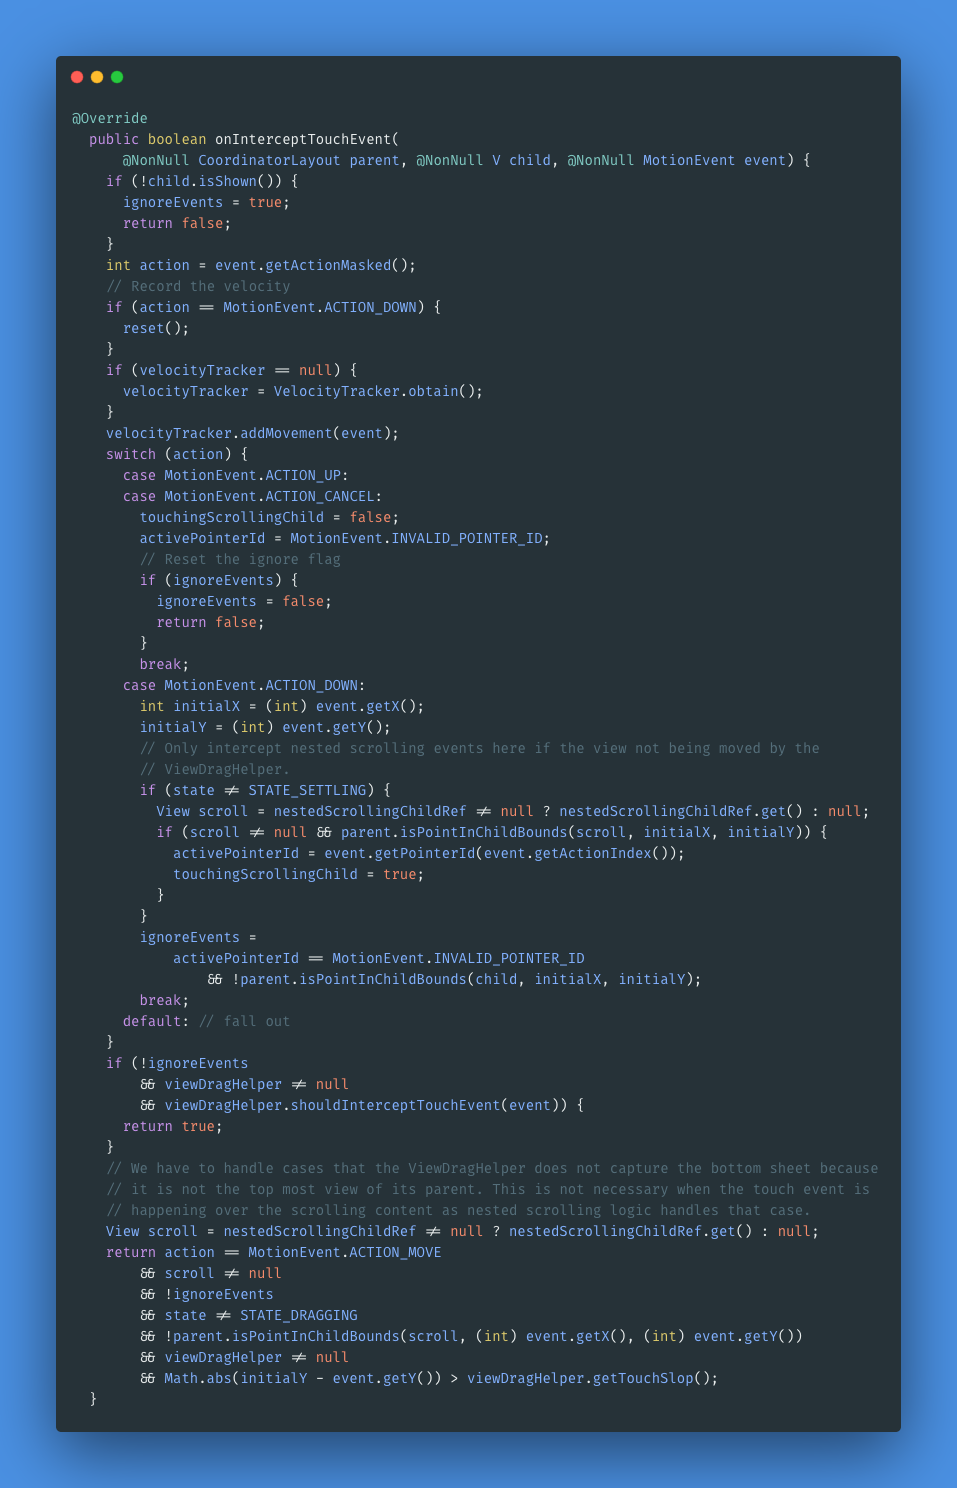 @Override
  public boolean onInterceptTouchEvent(
      @NonNull CoordinatorLayout parent, @NonNull V child, @NonNull MotionEvent event) {
    if (!child.isShown()) {
      ignoreEvents = true;
      return false;
    }
    int action = event.getActionMasked();
    // Record the velocity
    if (action == MotionEvent.ACTION_DOWN) {
      reset();
    }
    if (velocityTracker == null) {
      velocityTracker = VelocityTracker.obtain();
    }
    velocityTracker.addMovement(event);
    switch (action) {
      case MotionEvent.ACTION_UP:
      case MotionEvent.ACTION_CANCEL:
        touchingScrollingChild = false;
        activePointerId = MotionEvent.INVALID_POINTER_ID;
        // Reset the ignore flag
        if (ignoreEvents) {
          ignoreEvents = false;
          return false;
        }
        break;
      case MotionEvent.ACTION_DOWN:
        int initialX = (int) event.getX();
        initialY = (int) event.getY();
        // Only intercept nested scrolling events here if the view not being moved by the
        // ViewDragHelper.
        if (state != STATE_SETTLING) {
          View scroll = nestedScrollingChildRef != null ? nestedScrollingChildRef.get() : null;
          if (scroll != null && parent.isPointInChildBounds(scroll, initialX, initialY)) {
            activePointerId = event.getPointerId(event.getActionIndex());
            touchingScrollingChild = true;
          }
        }
        ignoreEvents =
            activePointerId == MotionEvent.INVALID_POINTER_ID
                && !parent.isPointInChildBounds(child, initialX, initialY);
        break;
      default: // fall out
    }
    if (!ignoreEvents
        && viewDragHelper != null
        && viewDragHelper.shouldInterceptTouchEvent(event)) {
      return true;
    }
    // We have to handle cases that the ViewDragHelper does not capture the bottom sheet because
    // it is not the top most view of its parent. This is not necessary when the touch event is
    // happening over the scrolling content as nested scrolling logic handles that case.
    View scroll = nestedScrollingChildRef != null ? nestedScrollingChildRef.get() : null;
    return action == MotionEvent.ACTION_MOVE
        && scroll != null
        && !ignoreEvents
        && state != STATE_DRAGGING
        && !parent.isPointInChildBounds(scroll, (int) event.getX(), (int) event.getY())
        && viewDragHelper != null
        && Math.abs(initialY - event.getY()) > viewDragHelper.getTouchSlop();
  }